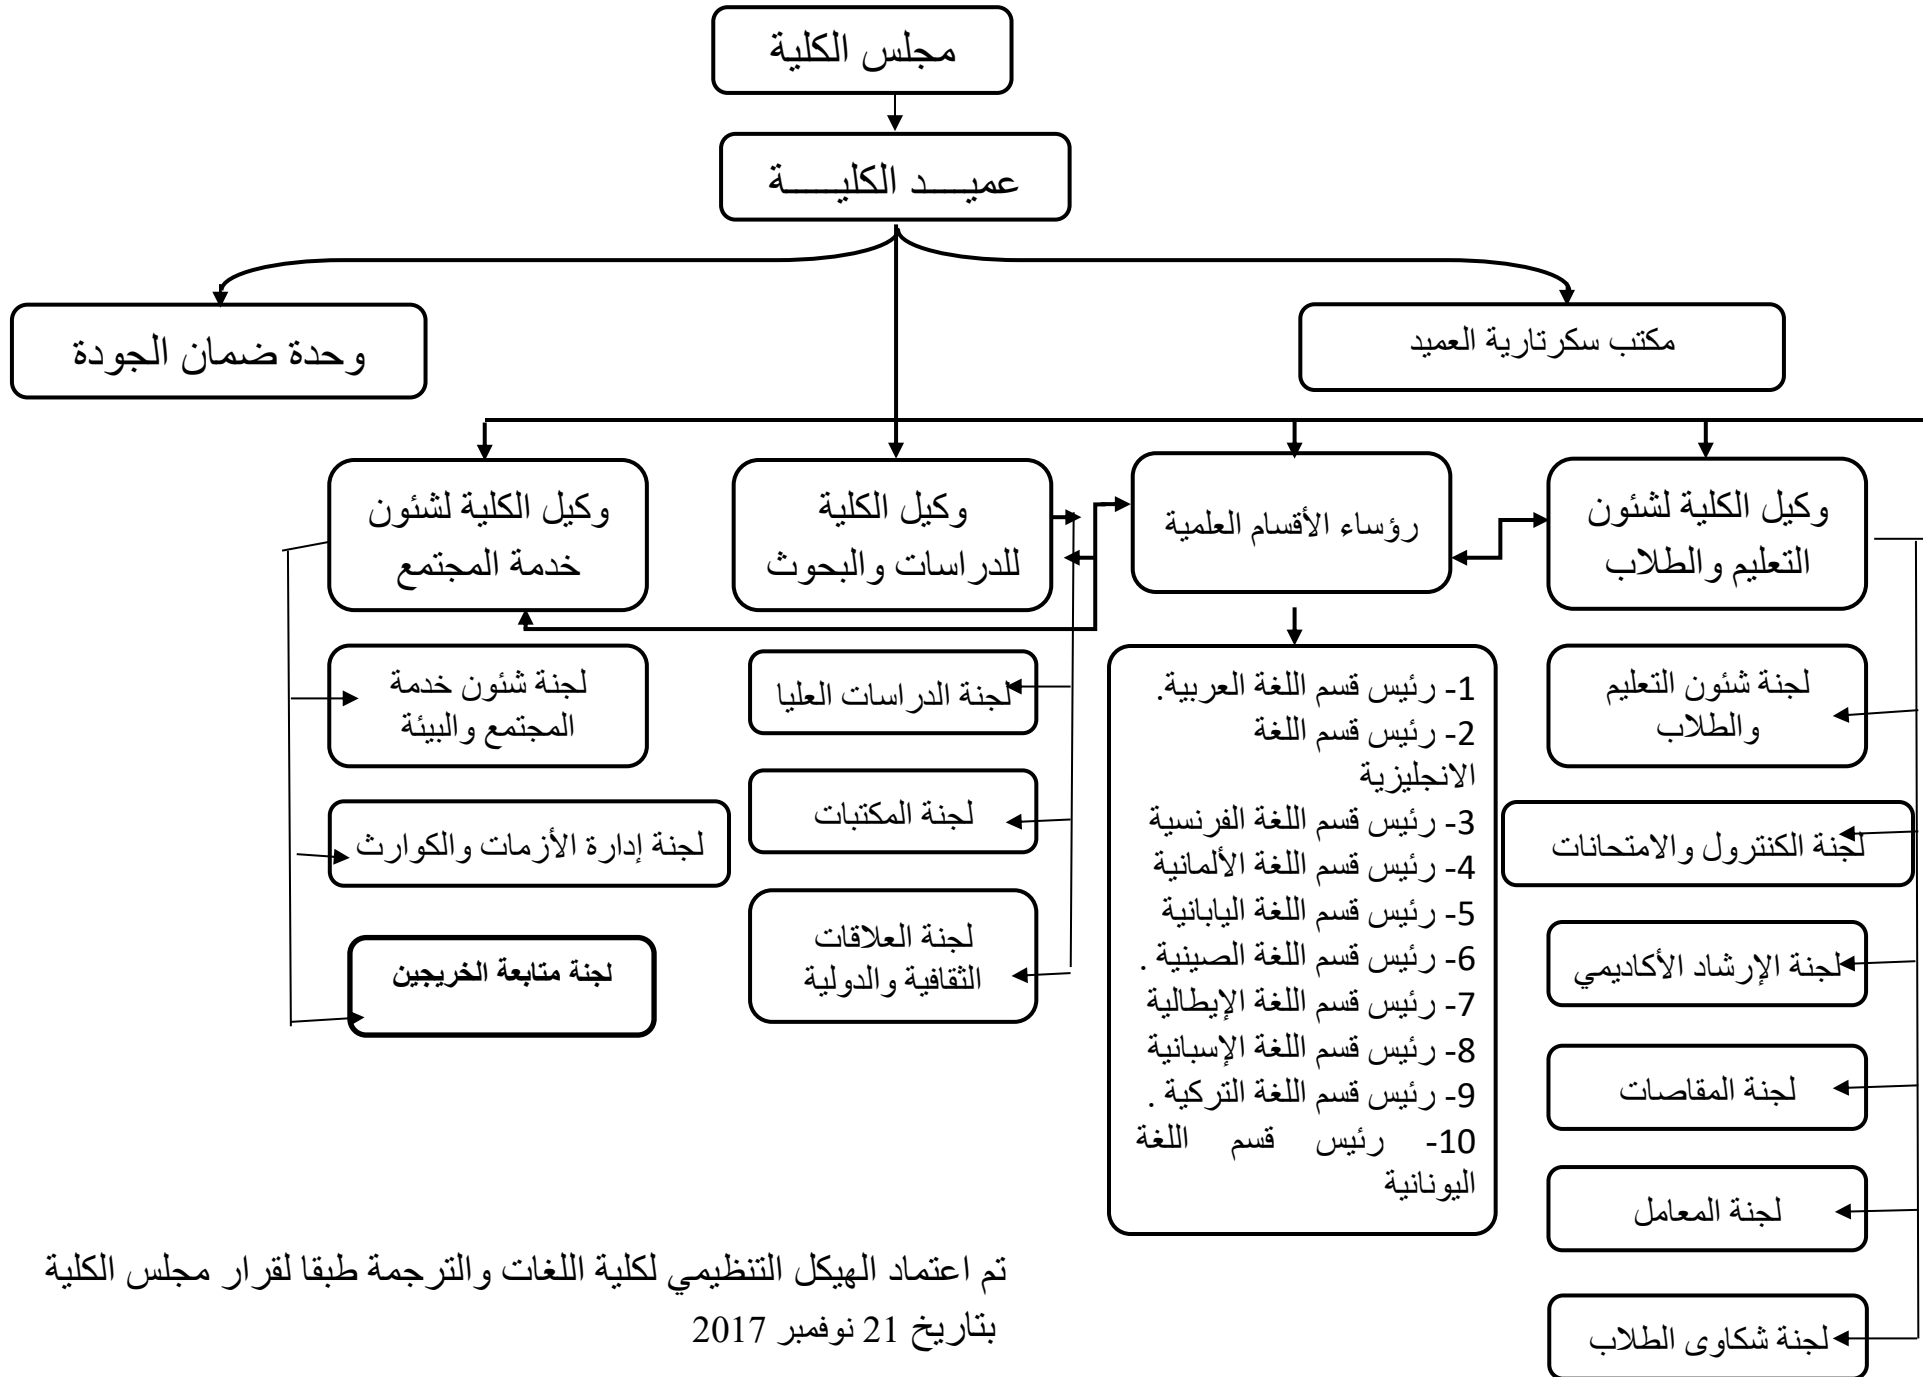 مجلس الكلية
عميـــد الكليـــــة
مكتب سكرتارية العميد
وحدة ضمان الجودة
وكيل الكلية لشئون
التعليم والطلاب
رؤساء الأقسام العلمية
وكيل الكلية
للدراسات والبحوث
وكيل الكلية لشئون
خدمة المجتمع
لجنة شئون التعليم
والطلاب
لجنة الكنترول والامتحانات
لجنة الإرشاد الأكاديمي
لجنة المقاصات
لجنة المعامل
لجنة شكاوى الطلاب
1- رئيس قسم اللغة العربية.
2- رئيس قسم اللغة
الانجليزية
3- رئيس قسم اللغة الفرنسية
4- رئيس قسم اللغة الألمانية
5- رئيس قسم اللغة اليابانية
6- رئيس قسم اللغة الصينية .
7- رئيس قسم اللغة الإيطالية
8- رئيس قسم اللغة الإسبانية
9- رئيس قسم اللغة التركية .
10- رئيس قسم اللغة
اليونانية
لجنة الدراسات العليا
لجنة المكتبات
لجنة العلاقات
الثقافية والدولية
لجنة شئون خدمة
المجتمع والبيئة
لجنة إدارة الأزمات والكوارث
لجنة متابعة الخريجين
تم اعتماد الهيكل التنظيمي لكلية اللغات والترجمة طبقا لقرار مجلس الكلية
بتاريخ 21 نوفمبر 2017